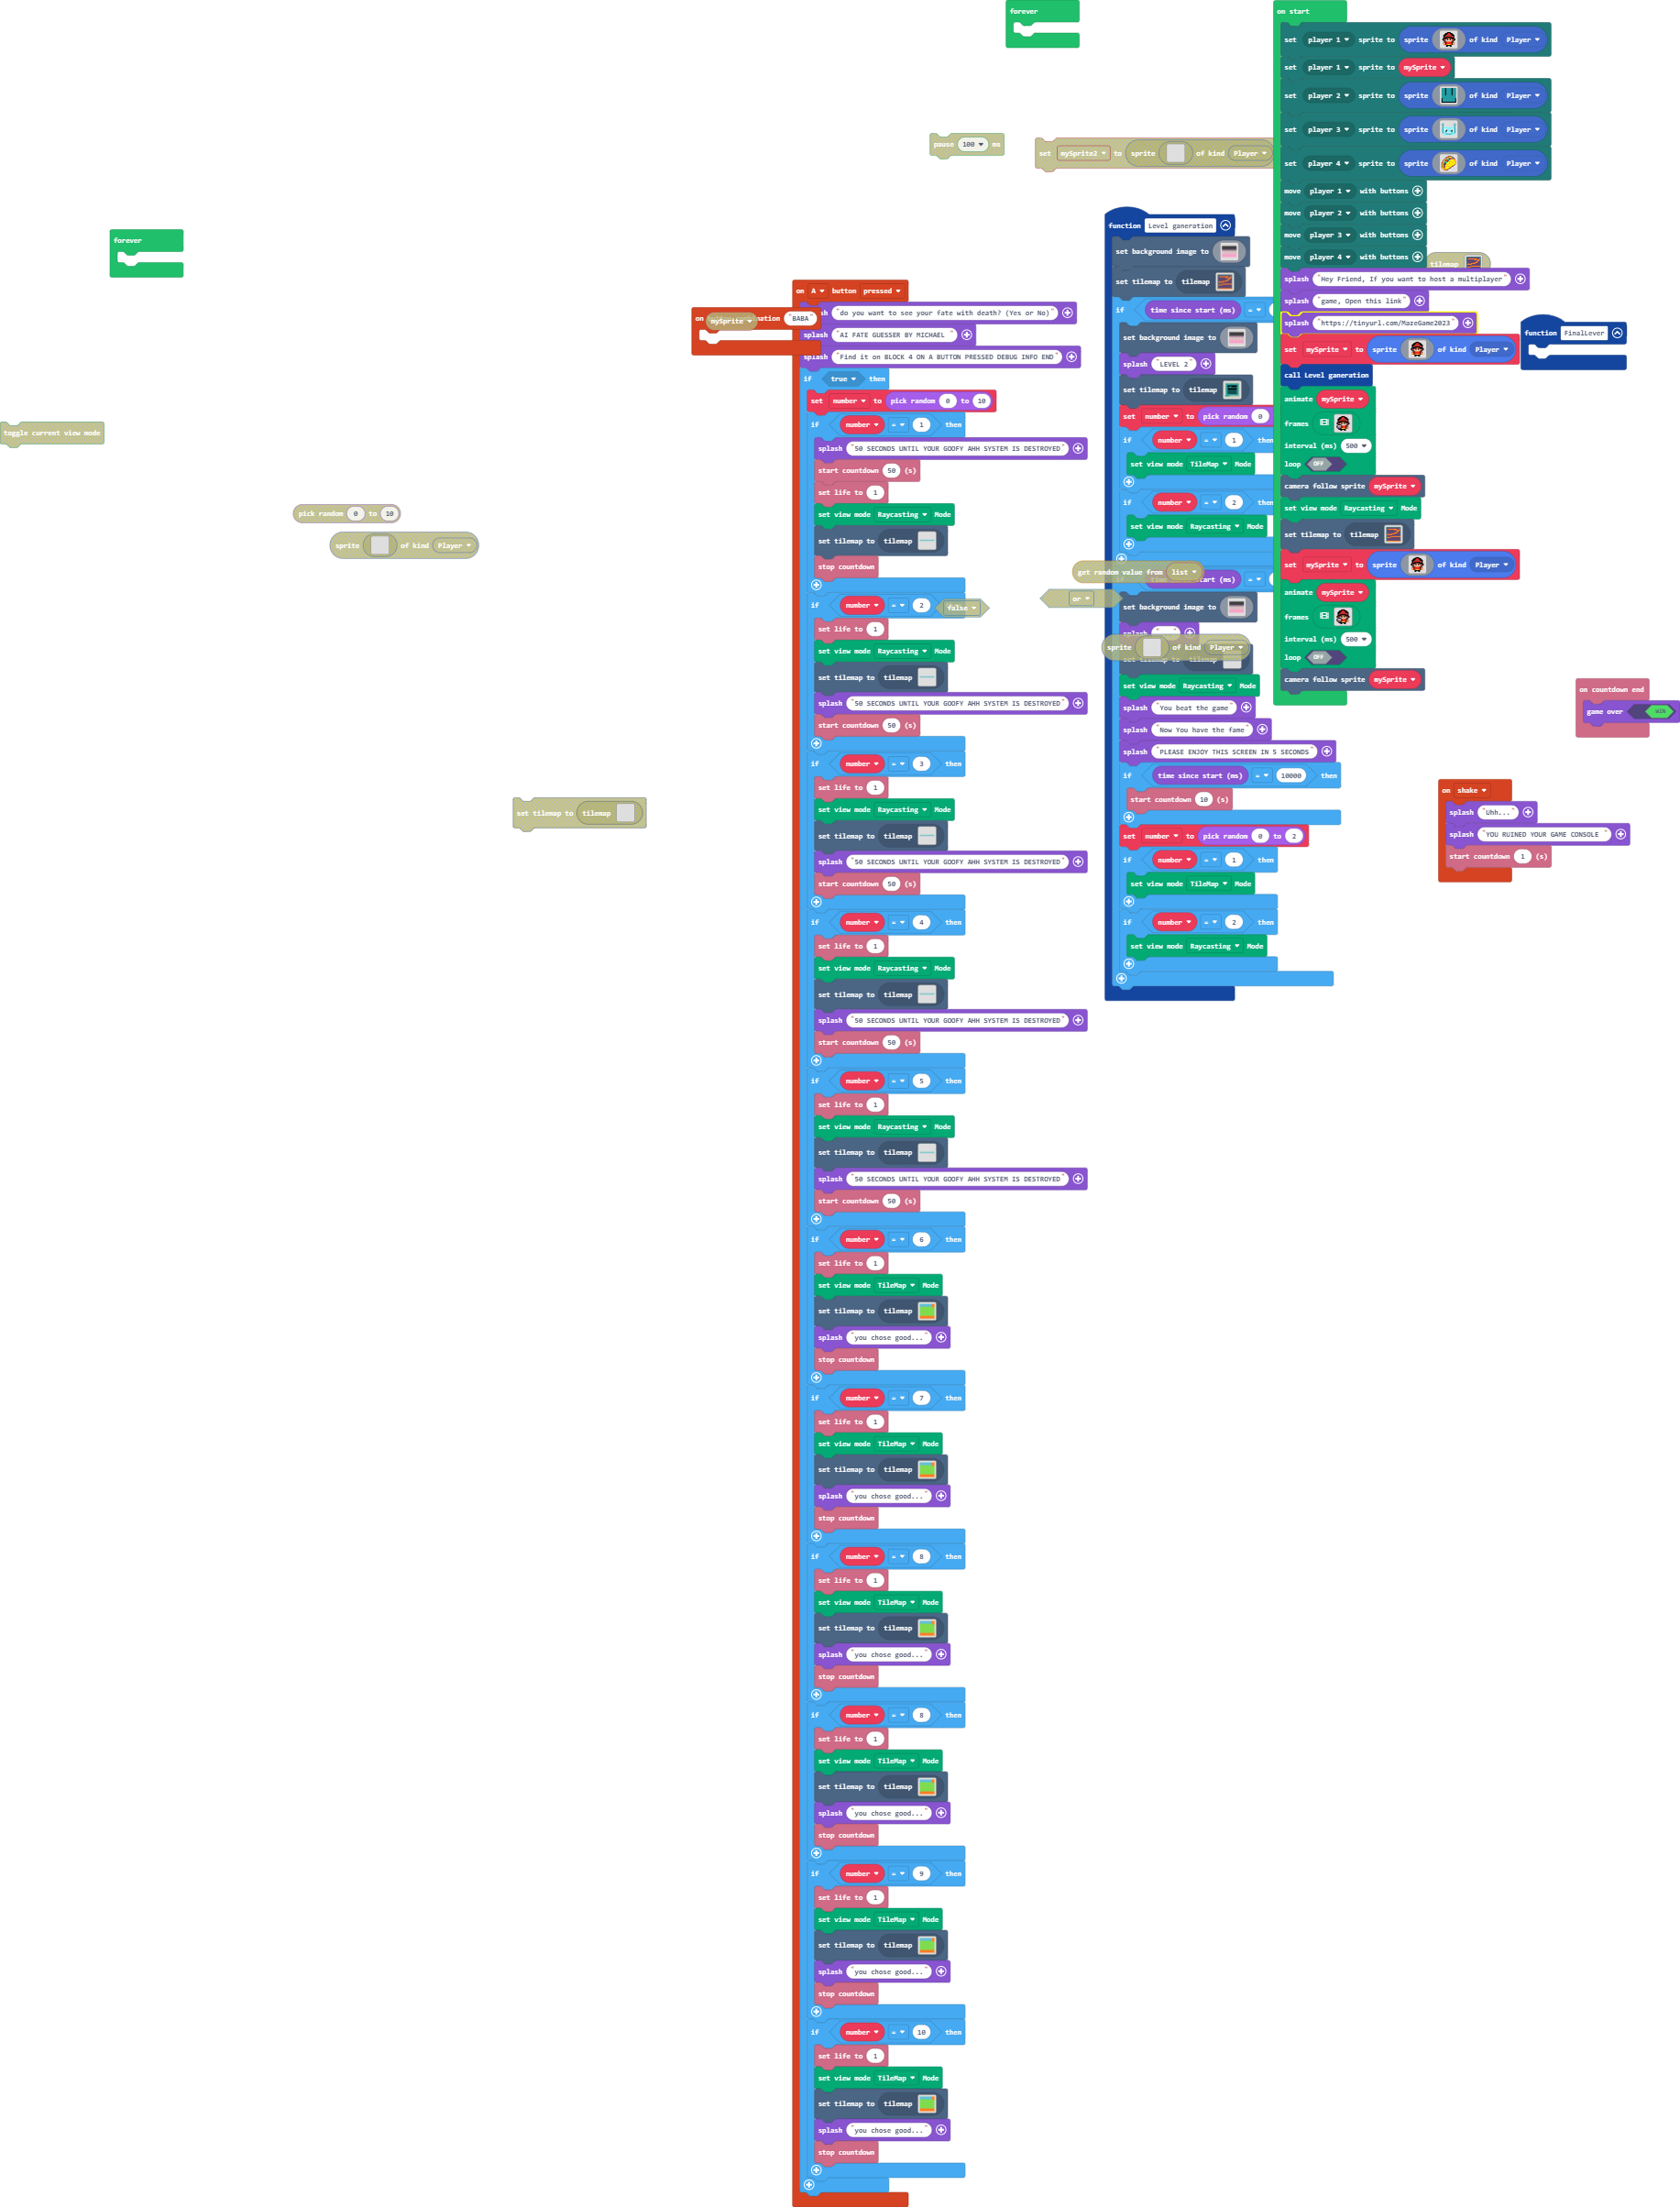 forever
on start
set player 1 sprite to sprite of kind Player
set player 1 sprite to mySprite
set player 2 sprite to sprite of kind Player
set player 3 sprite to sprite of kind Player
set player 4 sprite to sprite of kind Player
move player 1 with buttons
move player 2 with buttons
move player 3 with buttons
move player 4 with buttons
splash "Hey Friend, If you want to host a multiplayer"
splash "game, Open this link"
splash "https://tinyurl.com/MazeGame2023"
set mySprite to sprite of kind Player
call Level ganeration
animate mySprite
frames
interval (ms) 500
loop OFF
camera follow sprite mySprite
set view mode Raycasting Mode
set tilemap to tilemap
set mySprite to sprite of kind Player
animate mySprite
frames
interval (ms) 500
loop OFF
camera follow sprite mySprite
tilemap
pause 100 ms
set mySprite2 to sprite of kind Player
function FinalLever
function Level ganeration
set background image to
set tilemap to tilemap
if time since start (ms) =
set background image to
splash "LEVEL 2"
set tilemap to tilemap
set number to pick random 0
if number = 1 then
set view mode TileMap Mode
if number = 2 then
set view mode Raycasting Mode
get random value from list
start (ms) =
or
set background image to
sprite of kind Player
set view mode Raycasting Mode
splash "You beat the game"
splash "Now You have the fame"
splash "PLEASE ENJOY THIS SCREEN IN 5 SECONDS"
if time since start (ms) = 10000 then
start countdown 10 (s)
set number to pick random 0 to 2
if number = 1 then
set view mode TileMap Mode
if number = 2 then
set view mode Raycasting Mode
on countdown end
game over WIN
on shake
splash "Uhh..."
splash "YOU RUINED YOUR GAME CONSOLE "
start countdown 1 (s)
forever
toggle current view mode
pick random 0 to 10
sprite of kind Player
set tilemap to tilemap
on "BABA"
mySprite
on A button pressed
"do you want to see your fate with death? (Yes or No)"
splash "AI FATE GUESSER BY MICHAEL "
splash "Find it on BLOCK 4 ON A BUTTON PRESSED DEBUG INFO END"
if true then
set number to pick random 0 to 10
if number = 1 then
splash "50 SECONDS UNTIL YOUR GOOFY AHH SYSTEM IS DESTROYED"
start countdown 50 (s)
set life to 1
set view mode Raycasting Mode
set tilemap to tilemap
stop countdown
if number = 2 false
set life to 1
set view mode Raycasting Mode
set tilemap to tilemap
splash "50 SECONDS UNTIL YOUR GOOFY AHH SYSTEM IS DESTROYED"
start countdown 50 (s)
if number = 3 then
set life to 1
set view mode Raycasting Mode
set tilemap to tilemap
splash "50 SECONDS UNTIL YOUR GOOFY AHH SYSTEM IS DESTROYED"
start countdown 50 (s)
if number = 4 then
set life to 1
set view mode Raycasting Mode
set tilemap to tilemap
splash "50 SECONDS UNTIL YOUR GOOFY AHH SYSTEM IS DESTROYED"
start countdown 50 (s)
if number = 5 then
set life to 1
set view mode Raycasting Mode
set tilemap to tilemap
splash "50 SECONDS UNTIL YOUR GOOFY AHH SYSTEM IS DESTROYED"
start countdown 50 (s)
if number = 6 then
set life to 1
set view mode TileMap Mode
set tilemap to tilemap
splash "you chose good..."
stop countdown
if number = 7 then
set life to 1
set view mode TileMap Mode
set tilemap to tilemap
splash "you chose good..."
stop countdown
if number = 8 then
set life to 1
set view mode TileMap Mode
set tilemap to tilemap
splash "you chose good..."
stop countdown
if number = 8 then
set life to 1
set view mode TileMap Mode
set tilemap to tilemap
splash "you chose good..."
stop countdown
if number = 9 then
set life to 1
set view mode TileMap Mode
set tilemap to tilemap
splash "you chose good..."
stop countdown
if number = 10 then
set life to 1
set view mode TileMap Mode
set tilemap to tilemap
splash "you chose good..."
stop countdown